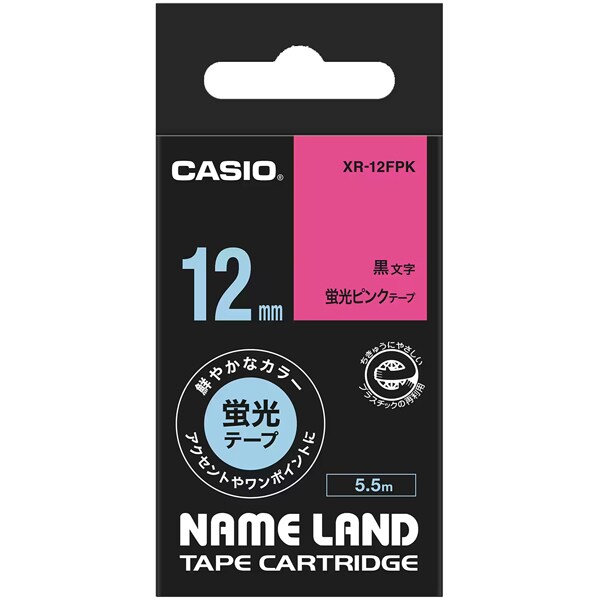 CASIO®
XR-12FPK
12mm
黒文字
蛍光ピンクテープ
ちきゅうにやさしい
プラスチックの再利用
鮮やかなカラー
蛍光
テープ
アクセントやワンポイントに
5.5m
NAME LAND
TAPE CARTRIDGE